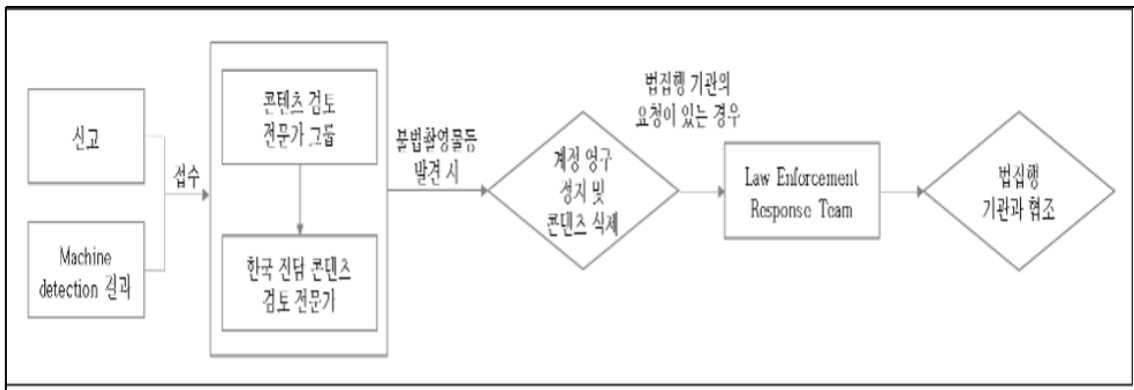 신고
Machine
detection 결과
접수
콘텐츠 검토
전문가 그룹
한국 진담 콘텐츠
검토 전문가
불법촬영물등
발견 시
계정 영구
정지 및
콘텐츠 삭제
법집행 기관의
요청이 있는 경우
Law Enforcement
Response Team
법집행
기관과 협조